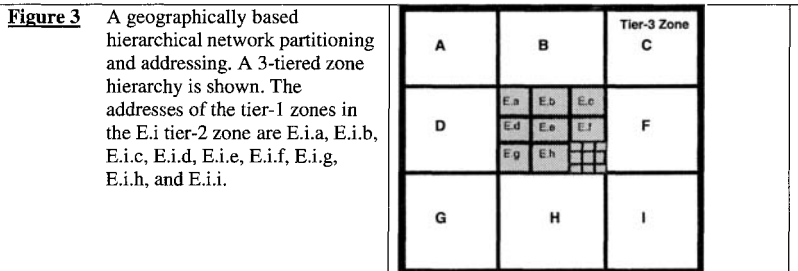 Figure 3 A geographically based
hierarchical network partitioning
and addressing. A 3-tiered zone
hierarchy is shown. The
addresses of the tier-1 zones in
the E.i tier-2 zone are E.i.a, E.i.b,
E.i.c, E.i.d, E.i.e, E.i.f, E.i.g,
E.i.h, and E.i.i.
Tier-3 Zone
A B C
E.a E.b E.c
D E.d E.e E.f F
E.g E.h
G H I